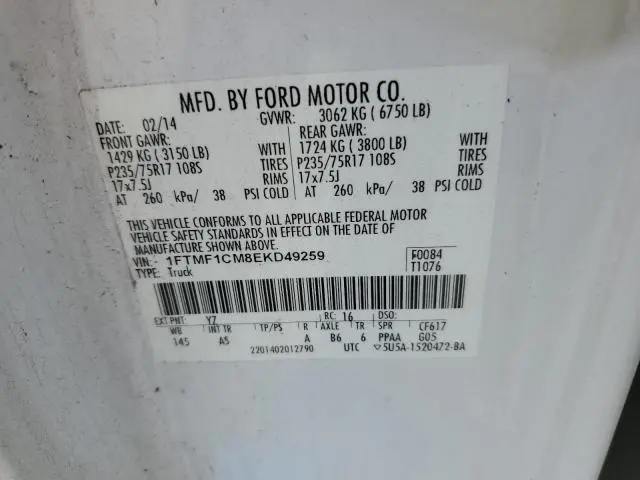 MFD. BY FORD MOTOR CO.
DATE: 02/14 GVWR: 3062 KG ( 6750 LB)
FRONT GAWR: REAR GAWR:
1429 KG ( 3150 LB) WITH 1724 KG ( 3800 LB) WITH
P235/75R17 108S TIRES P235/75R17 108S TIRES
17x7.5J RIMS 17x7.5J RIMS
AT 260 kPa/ 38 PSI COLD AT 260 kPa/ 38 PSI COLD
THIS VEHICLE CONFORMS TO ALL APPLICABLE FEDERAL MOTOR
VEHICLE SAFETY STANDARDS IN EFFECT ON THE DATE OF
MANUFACTURE SHOWN ABOVE.
VIN: 1FTMF1CM8EKD49259 F0084
TYPE: Truck T1076
EXT PNT: YZ RC: 16 DSO:
WB INT TR TP/PS R AXLE TR SPR CF617
145 AS A B6 6 PPAA G05
2201402012790 UTC ▽5U5A-1520472-BA